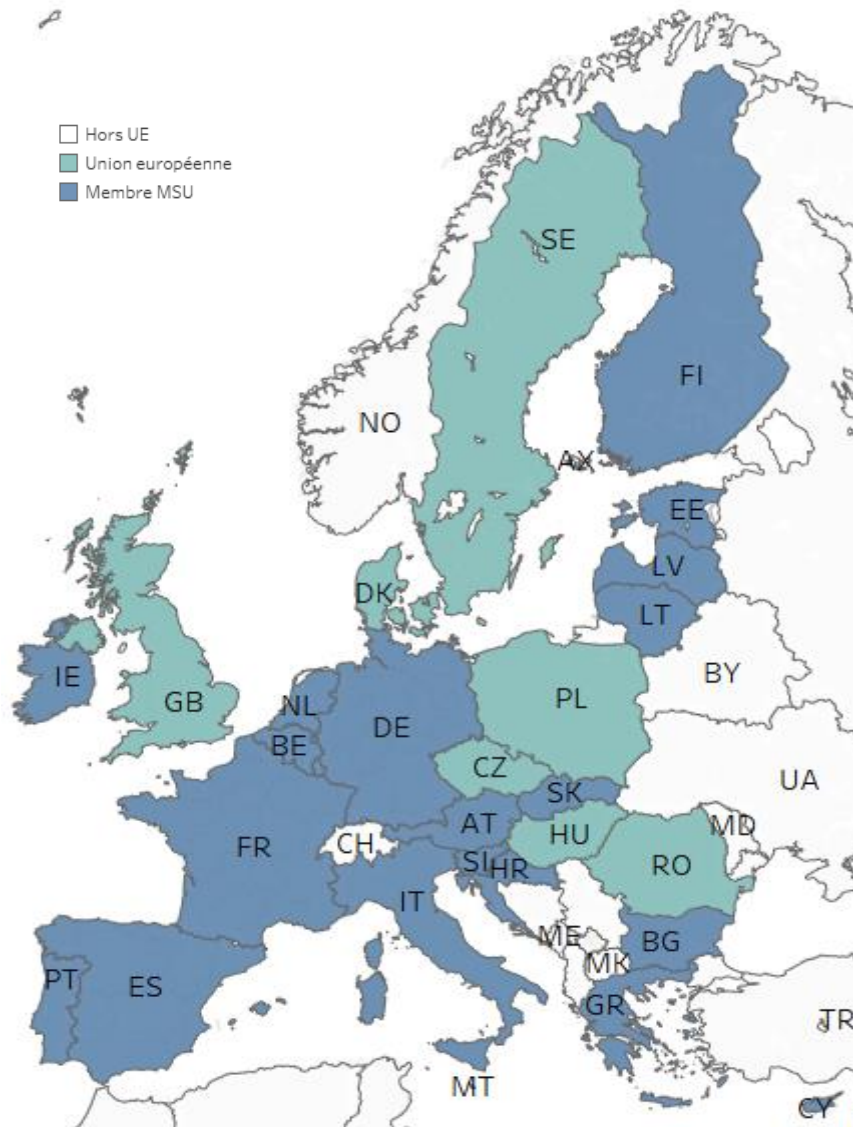 Hors UE
Union européenne
Membre MSU
SE
FI
NO
AX
EE
LV
DK
LT
IE
BY
GB
NL
PL
DE
BE
CZ
UA
SK
MD
AT
CH
HU
FR
SI
HR
RO
IT
ME
BG
MK
PT
ES
GR
TR
MT
CY